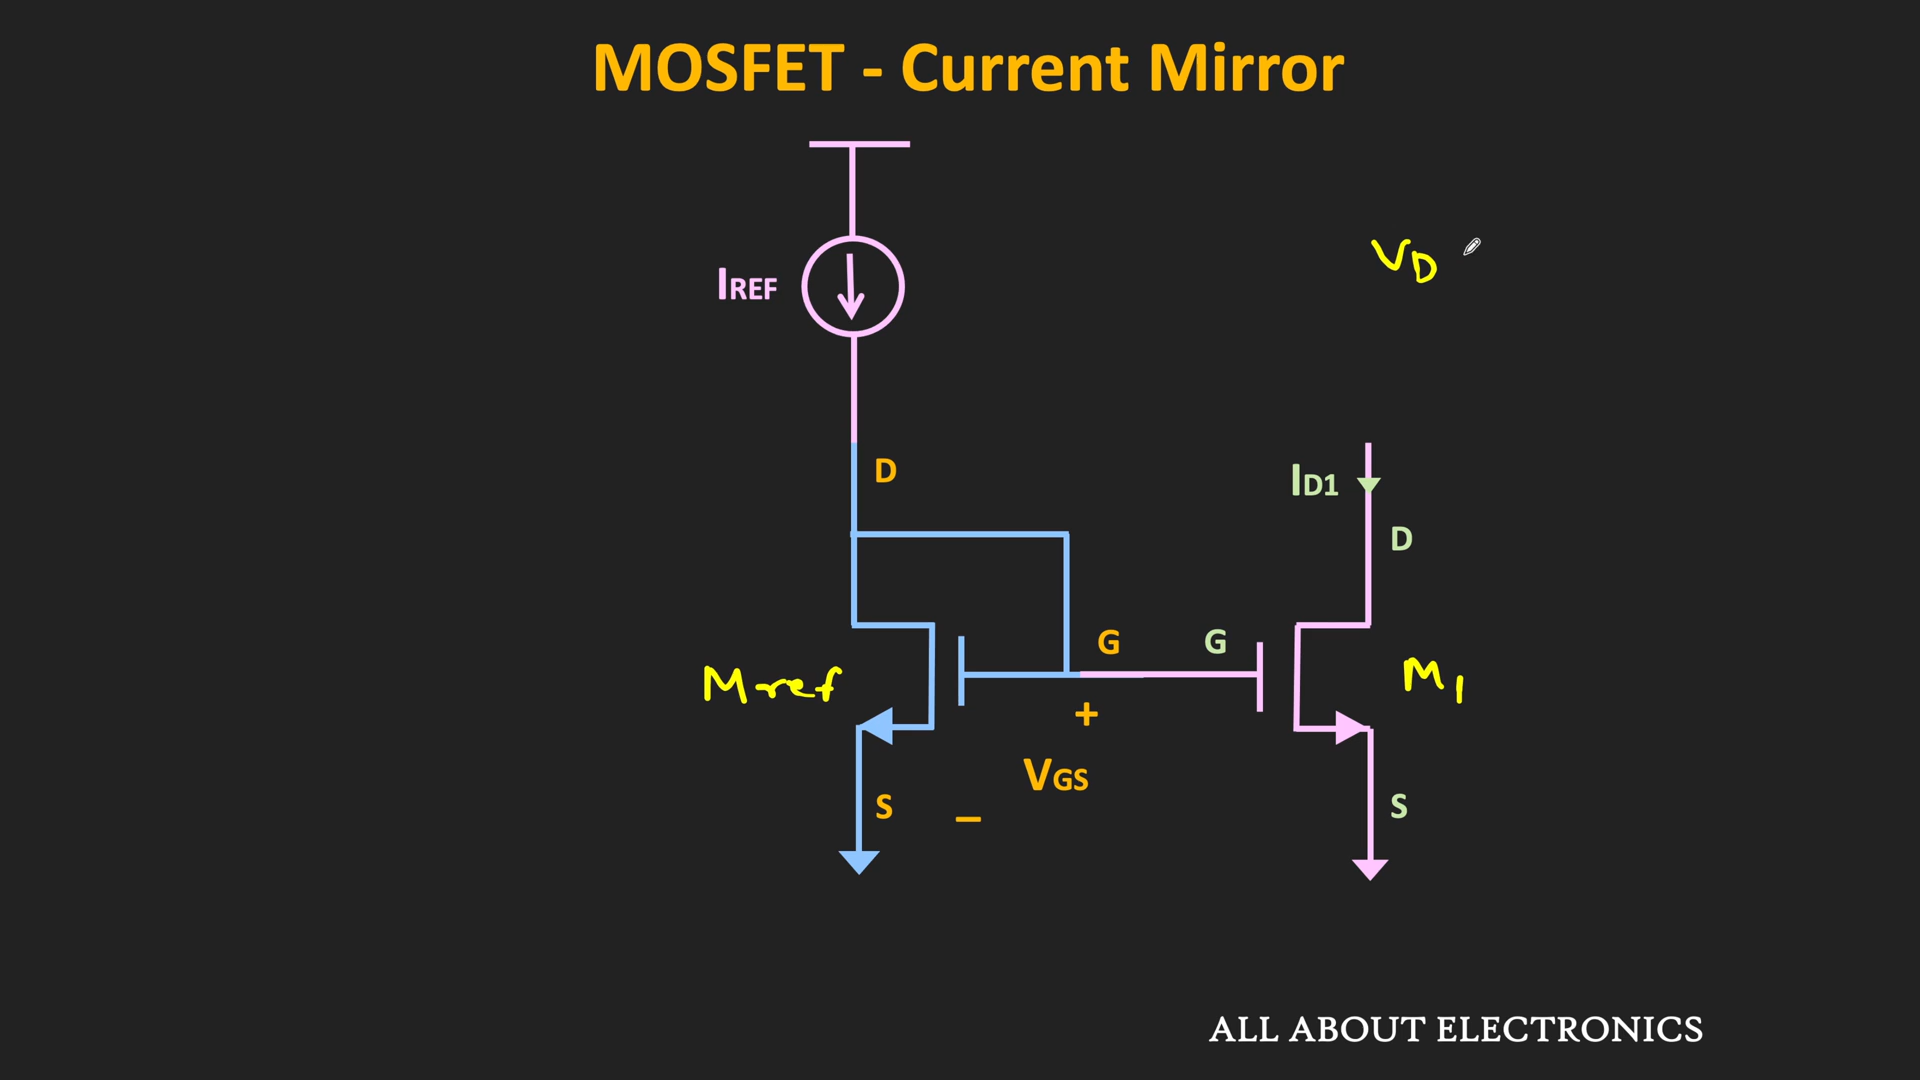 MOSFET - Current Mirror
VD
IREF
D
ID1
D
G
G
Mref
M1
+
VGS
S
−
S
ALL ABOUT ELECTRONICS